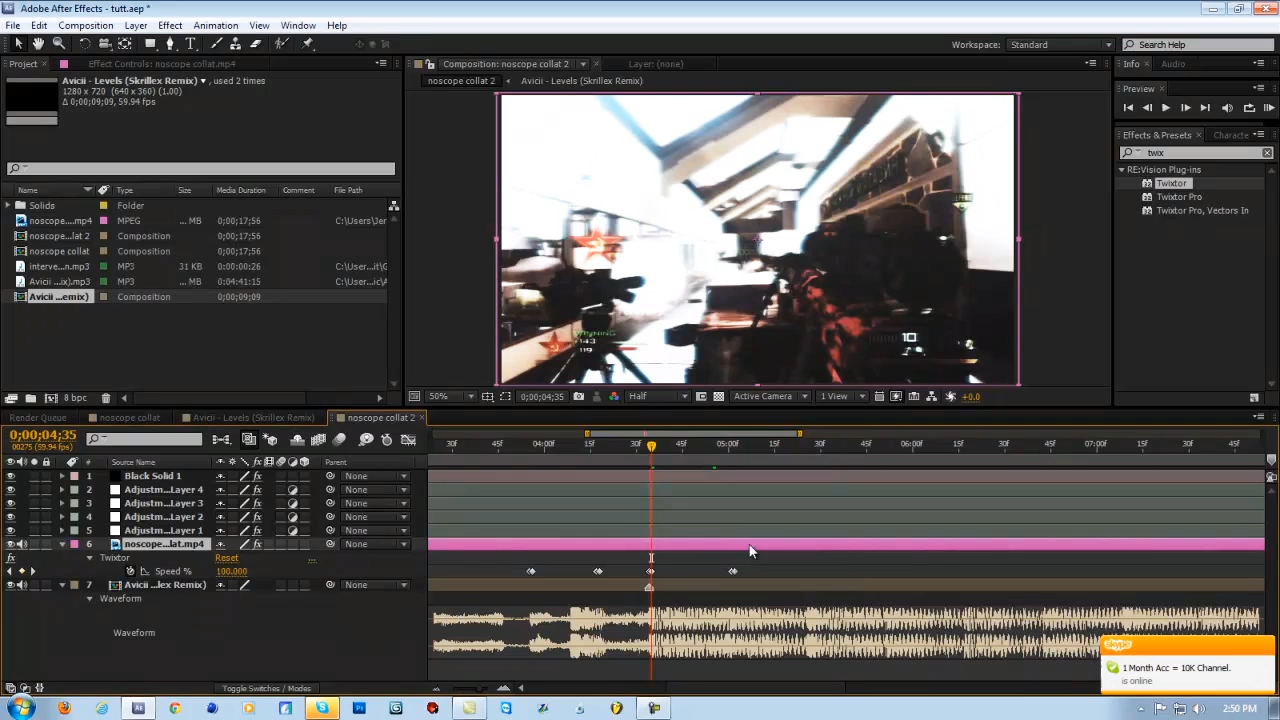 Adobe After Effects - tutt.aep *
File Edit Composition Layer Effect Animation View Window Help
Workspace: Standard Search Help
Project Effect Controls: noscope collat.mp4
Composition: noscope collat 2 Layer: (none)
Info Audio
noscope collat 2 Avicii - Levels (Skrillex Remix)
Avicii - Levels (Skrillex Remix) , used 2 times
1280 x 720 (640 x 360) (1.00)
Δ 0;00;09;09, 59.94 fps
Preview
Effects & Presets Characte
twix
RE:Vision Plug-ins
Twixtor
Twixtor Pro
Twixtor Pro, Vectors In
Name Type Size Media Duration Comment File Path
Solids Folder
noscope....mp4 MPEG ... MB 0;00;17;56 C:\Users\Jer
noscope...lat 2 Composition 0;00;17;56
noscope collat Composition 0;00;17;56
interve...n.mp3 MP3 31 KB 0:00:00:26 C:\Users\...it\G
Avicii ...ix).mp3 MP3 ... MB 0:04:41:15 C:\Us...ic\A
Avicii ...emix) Composition 0;00;09;09
WINNING
10
8 bpc
50% 0;00;04;35 Half Active Camera 1 View +0.0
Render Queue noscope collat Avicii - Levels (Skrillex Remix) noscope collat 2
0;00;04;35
00275 (59.94 fps)
30f 45f 04:00f 15f 30f 45f 05:00f 15f 30f 45f 06:00f 15f 30f 45f 07:00f 15f 30f 45f
# Source Name Parent
1 Black Solid 1 None
2 Adjustm...Layer 4 None
3 Adjustm...Layer 3 None
4 Adjustm...Layer 2 None
5 Adjustm...Layer 1 None
6 noscope...lat.mp4 None
Twixtor Reset ...
Speed % 100.000
7 Avicii ...lex Remix) None
Waveform
Waveform
Toggle Switches / Modes
skype
1 Month Acc = 10K Channel.
is online
2:50 PM